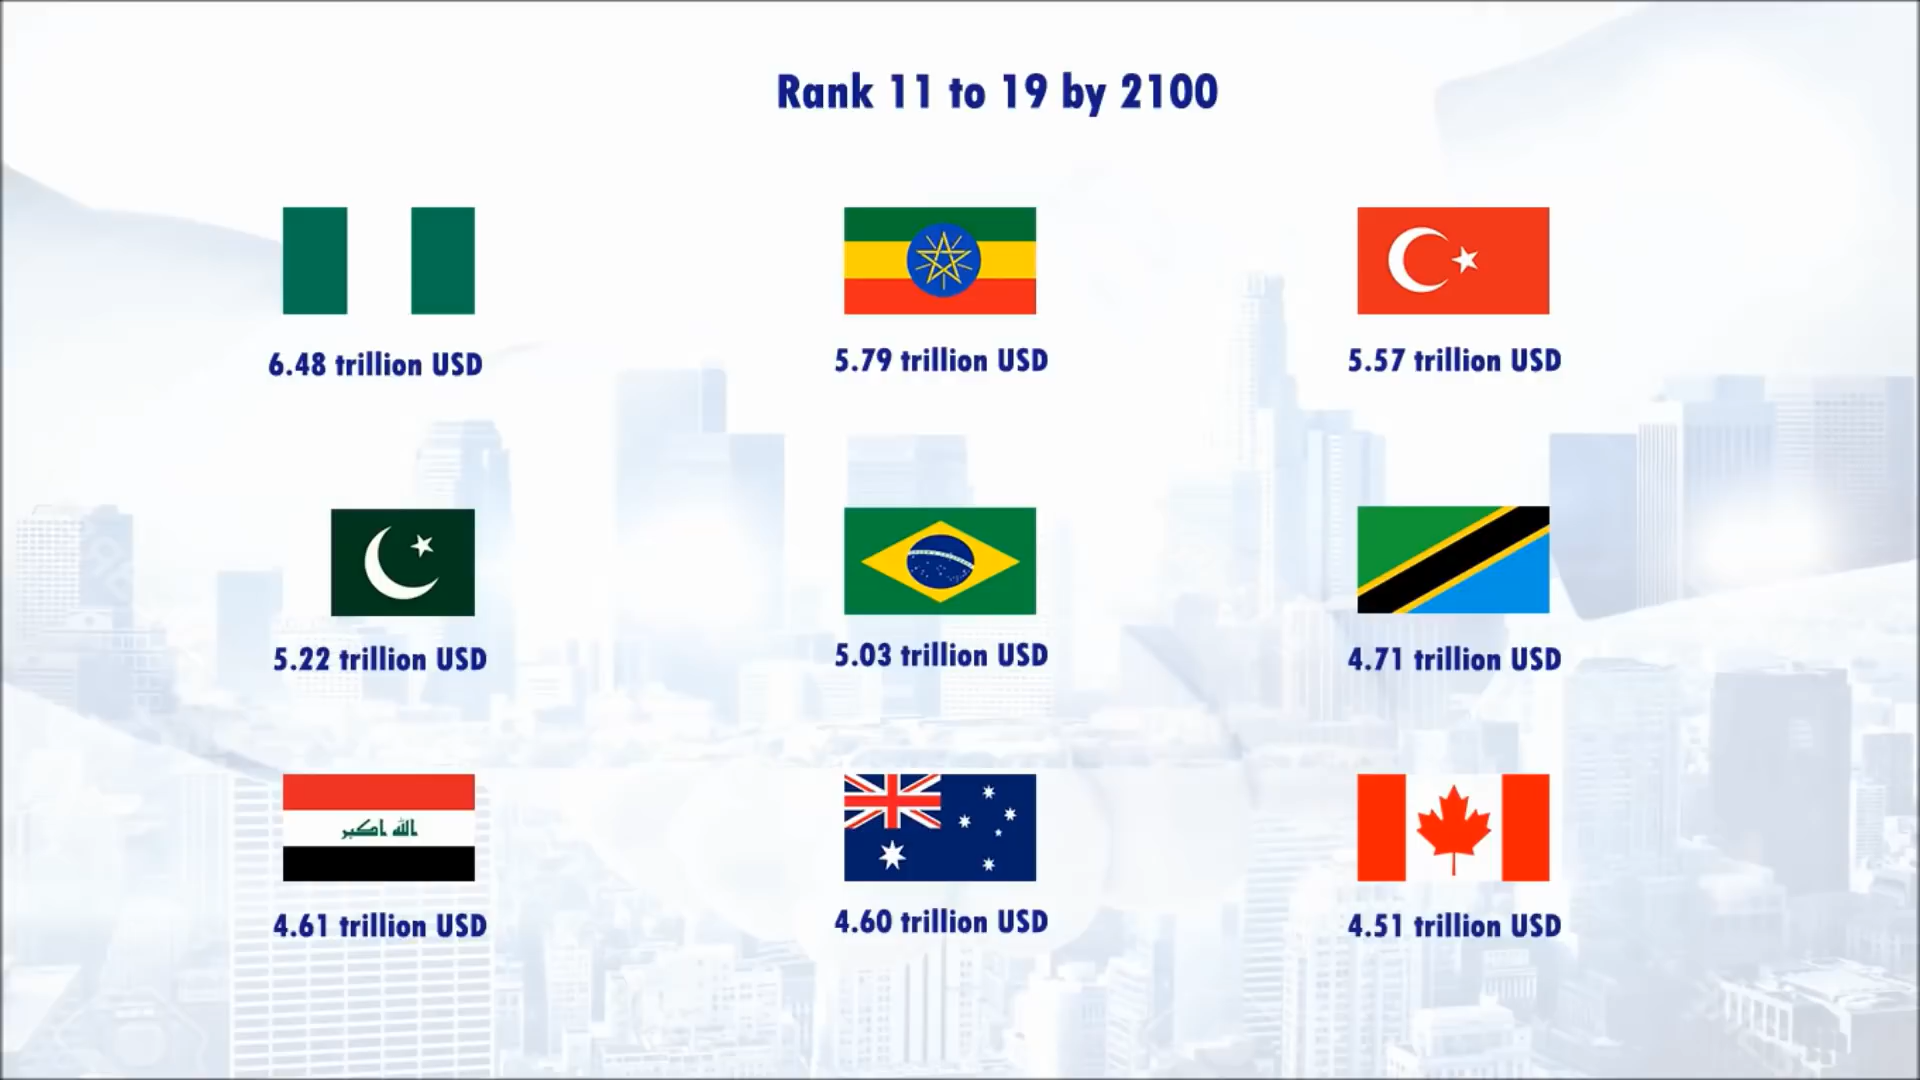 Rank 11 to 19 by 2100
6.48 trillion USD
5.79 trillion USD
5.57 trillion USD
5.22 trillion USD
5.03 trillion USD
4.71 trillion USD
الله اكبر
4.61 trillion USD
4.60 trillion USD
4.51 trillion USD